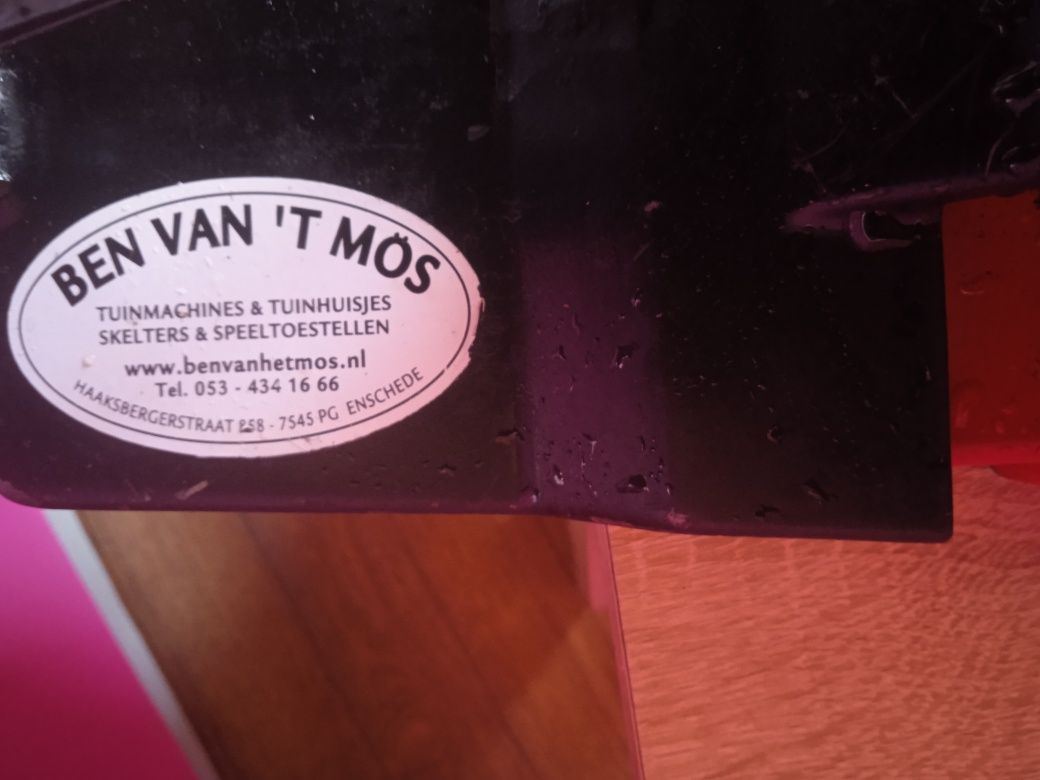 BEN VAN 'T MÖS
TUINMACHINES & TUINHUISJES
SKELTERS & SPEELTOESTELLEN
www.benvanhetmos.nl
Tel. 053 - 434 16 66
HAAKSBERGERSTRAAT - 7545 PG ENSCHEDE